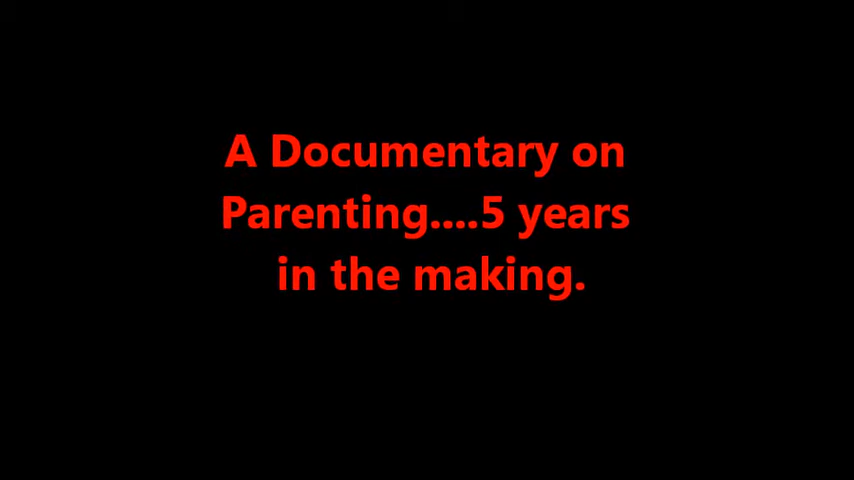 A Documentary on
Parenting....5 years
in the making.